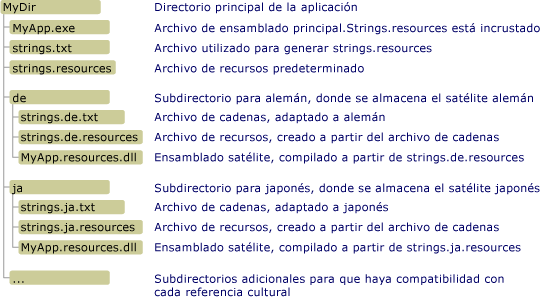 MyDir Directorio principal de la aplicación
MyApp.exe Archivo de ensamblado principal.Strings.resources está incrustado
strings.txt Archivo utilizado para generar strings.resources
strings.resources Archivo de recursos predeterminado
de Subdirectorio para alemán, donde se almacena el satélite alemán
strings.de.txt Archivo de cadenas, adaptado a alemán
strings.de.resources Archivo de recursos, creado a partir del archivo de cadenas
MyApp.resources.dll Ensamblado satélite, compilado a partir de strings.de.resources
ja Subdirectorio para japonés, donde se almacena el satélite japonés
strings.ja.txt Archivo de cadenas, adaptado a japonés
strings.ja.resources Archivo de recursos, creado a partir del archivo de cadenas
MyApp.resources.dll Ensamblado satélite, compilado a partir de strings.ja.resources
... Subdirectorios adicionales para que haya compatibilidad con
cada referencia cultural